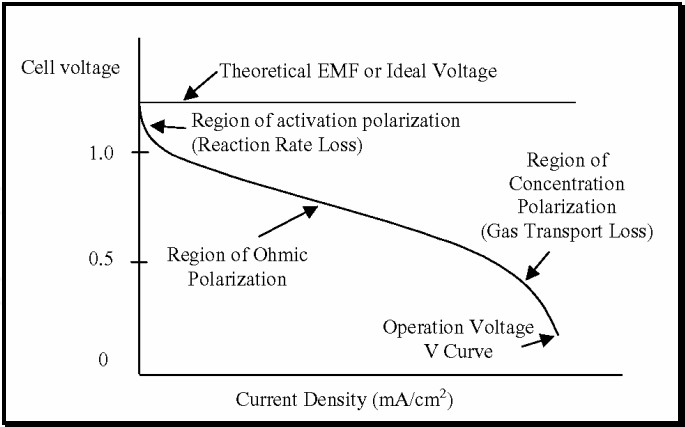 Cell voltage
Theoretical EMF or Ideal Voltage
Region of activation polarization
(Reaction Rate Loss)
1.0
Region of
Concentration
Polarization
(Gas Transport Loss)
Region of Ohmic
Polarization
0.5
Operation Voltage
V Curve
0
Current Density (mA/cm²)